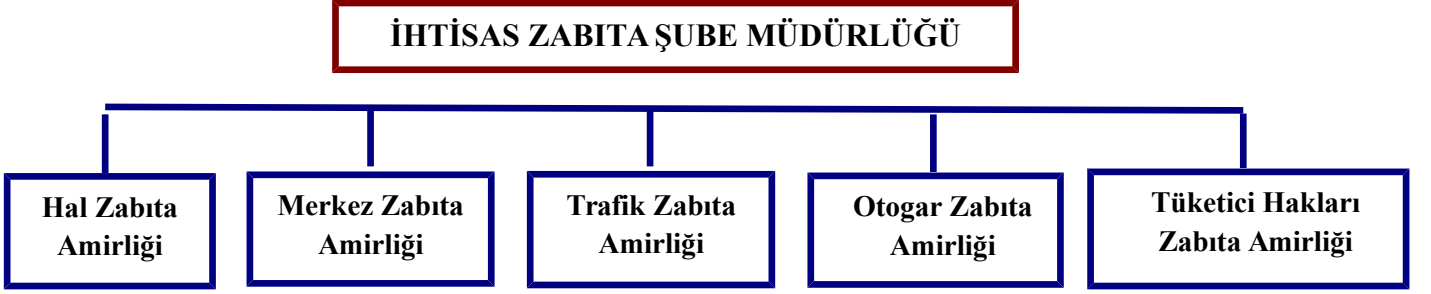 İHTİSAS ZABITA ŞUBE MÜDÜRLÜĞÜ
Hal Zabıta
Amirliği
Merkez Zabıta
Amirliği
Trafik Zabıta
Amirliği
Otogar Zabıta
Amirliği
Tüketici Hakları
Zabıta Amirliği